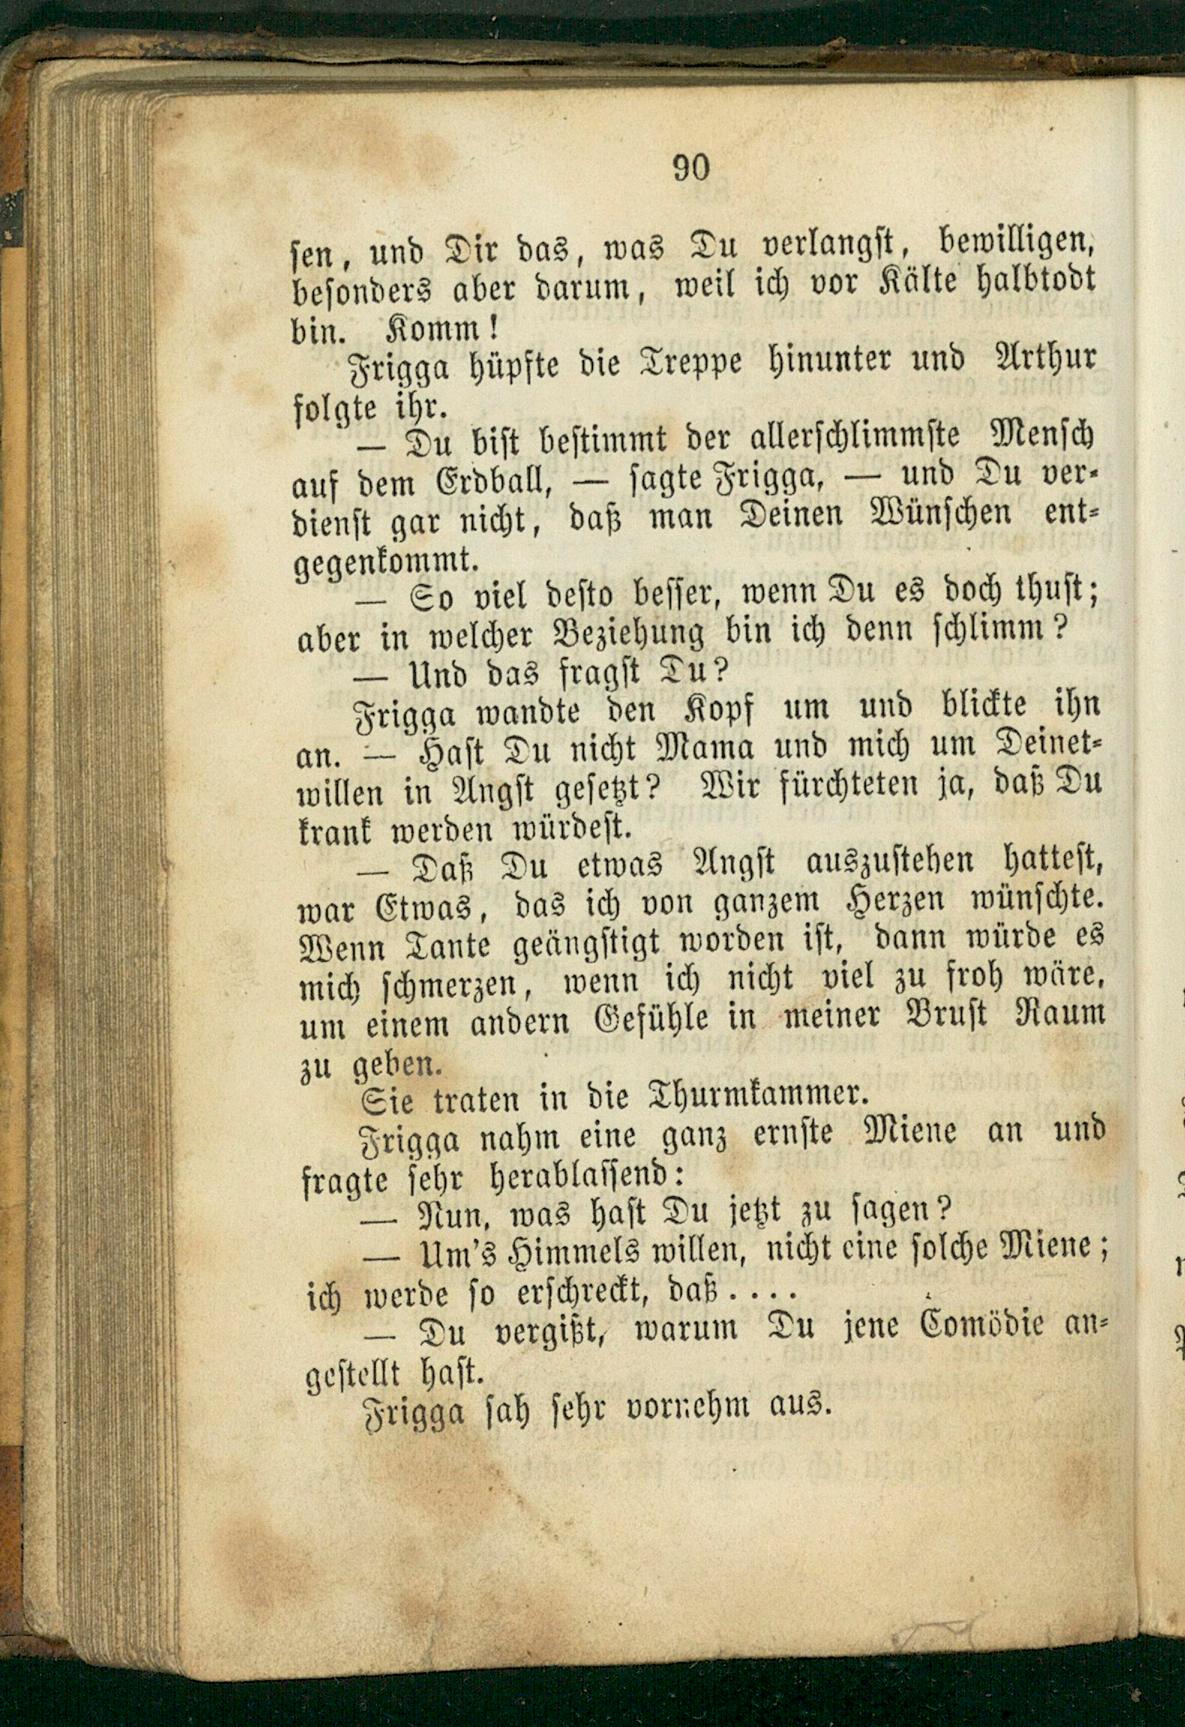 90
sen, und Dir das, was Du verlangst, bewilligen,
besonders aber darum, weil ich vor Kälte halbtodt
bin. Komm!
Frigga hüpfte die Treppe hinunter und Arthur
folgte ihr.
— Du bist bestimmt der allerschlimmste Mensch
auf dem Erdball, — sagte Frigga, — und Du ver-
dienst gar nicht, daß man Deinen Wünschen ent-
gegenkommt.
— So viel desto besser, wenn Du es doch thust;
aber in welcher Beziehung bin ich denn schlimm?
— Und das fragst Du?
Frigga wandte den Kopf um und blickte ihn
an. — Hast Du nicht Mama und mich um Deinet-
willen in Angst gesetzt? Wir fürchteten ja, daß Du
krank werden würdest.
— Daß Du etwas Angst auszustehen hattest,
war Etwas, das ich von ganzem Herzen wünschte.
Wenn Tante geängstigt worden ist, dann würde es
mich schmerzen, wenn ich nicht viel zu froh wäre,
um einem andern Gefühle in meiner Brust Raum
zu geben.
Sie traten in die Thurmkammer.
Frigga nahm eine ganz ernste Miene an und
fragte sehr herablassend:
— Nun, was hast Du jetzt zu sagen?
— Um's Himmels willen, nicht eine solche Miene;
ich werde so erschreckt, daß....
— Du vergißt, warum Du jene Comödie an-
gestellt hast.
Frigga sah sehr vornehm aus.